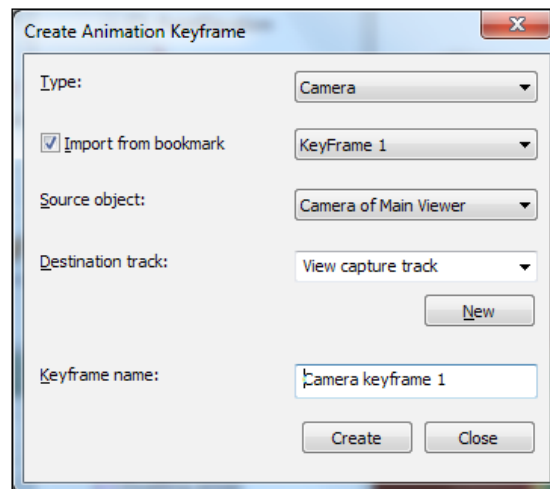 Create Animation Keyframe
Type:
Camera
Import from bookmark
KeyFrame 1
Source object:
Camera of Main Viewer
Destination track:
View capture track
New
Keyframe name:
Camera keyframe 1
Create
Close